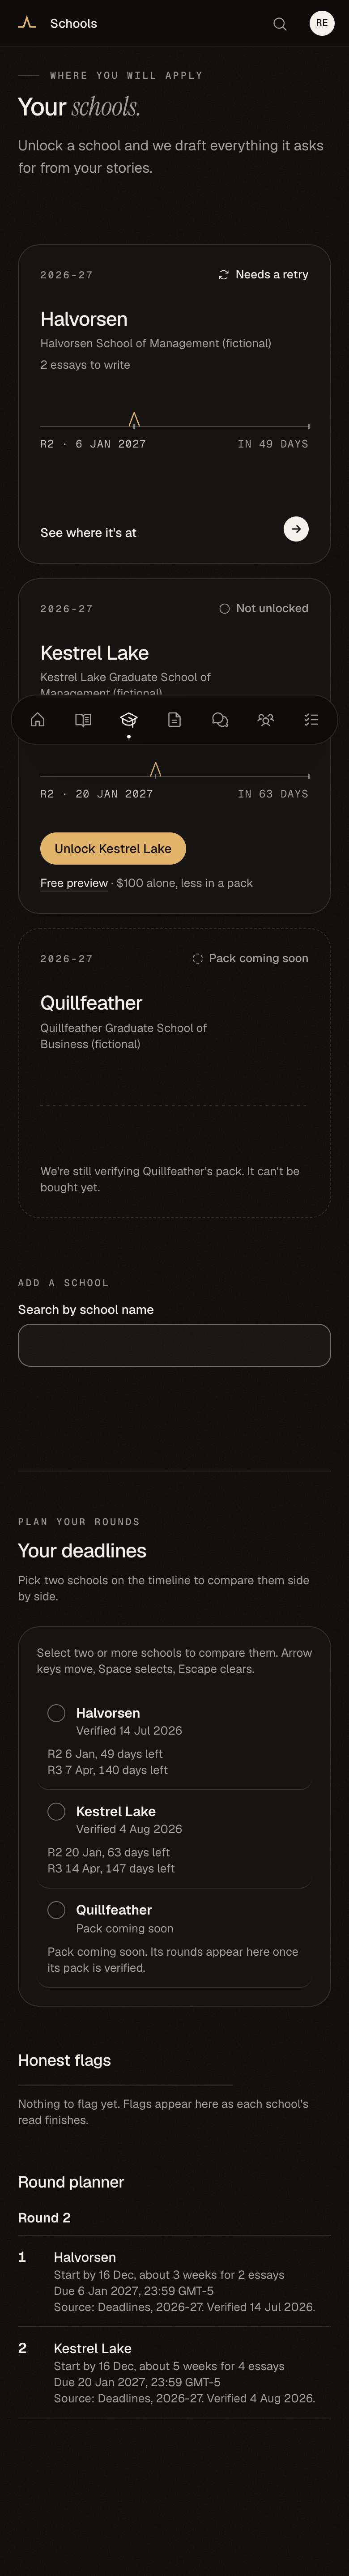 Schools
RE
WHERE YOU WILL APPLY
Your schools.
Unlock a school and we draft everything it asks
for from your stories.
2026-27
Needs a retry
Halvorsen
Halvorsen School of Management (fictional)
2 essays to write
R2 · 6 JAN 2027
IN 49 DAYS
See where it's at
2026-27
Not unlocked
Kestrel Lake
Kestrel Lake Graduate School of
Management (fictional)
R2 · 20 JAN 2027
IN 63 DAYS
Unlock Kestrel Lake
Free preview · $100 alone, less in a pack
2026-27
Pack coming soon
Quillfeather
Quillfeather Graduate School of
Business (fictional)
We're still verifying Quillfeather's pack. It can't be
bought yet.
ADD A SCHOOL
Search by school name
PLAN YOUR ROUNDS
Your deadlines
Pick two schools on the timeline to compare them side
by side.
Select two or more schools to compare them. Arrow
keys move, Space selects, Escape clears.
Halvorsen
Verified 14 Jul 2026
R2 6 Jan, 49 days left
R3 7 Apr, 140 days left
Kestrel Lake
Verified 4 Aug 2026
R2 20 Jan, 63 days left
R3 14 Apr, 147 days left
Quillfeather
Pack coming soon
Pack coming soon. Its rounds appear here once
its pack is verified.
Honest flags
Nothing to flag yet. Flags appear here as each school's
read finishes.
Round planner
Round 2
1
Halvorsen
Start by 16 Dec, about 3 weeks for 2 essays
Due 6 Jan 2027, 23:59 GMT-5
Source: Deadlines, 2026-27. Verified 14 Jul 2026.
2
Kestrel Lake
Start by 16 Dec, about 5 weeks for 4 essays
Due 20 Jan 2027, 23:59 GMT-5
Source: Deadlines, 2026-27. Verified 4 Aug 2026.